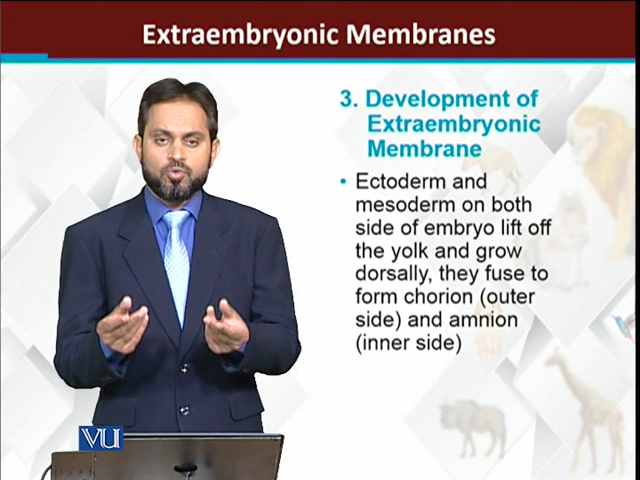 Extraembryonic Membranes
3. Development of
Extraembryonic
Membrane
• Ectoderm and
mesoderm on both
side of embryo lift off
the yolk and grow
dorsally, they fuse to
form chorion (outer
side) and amnion
(inner side)
VU